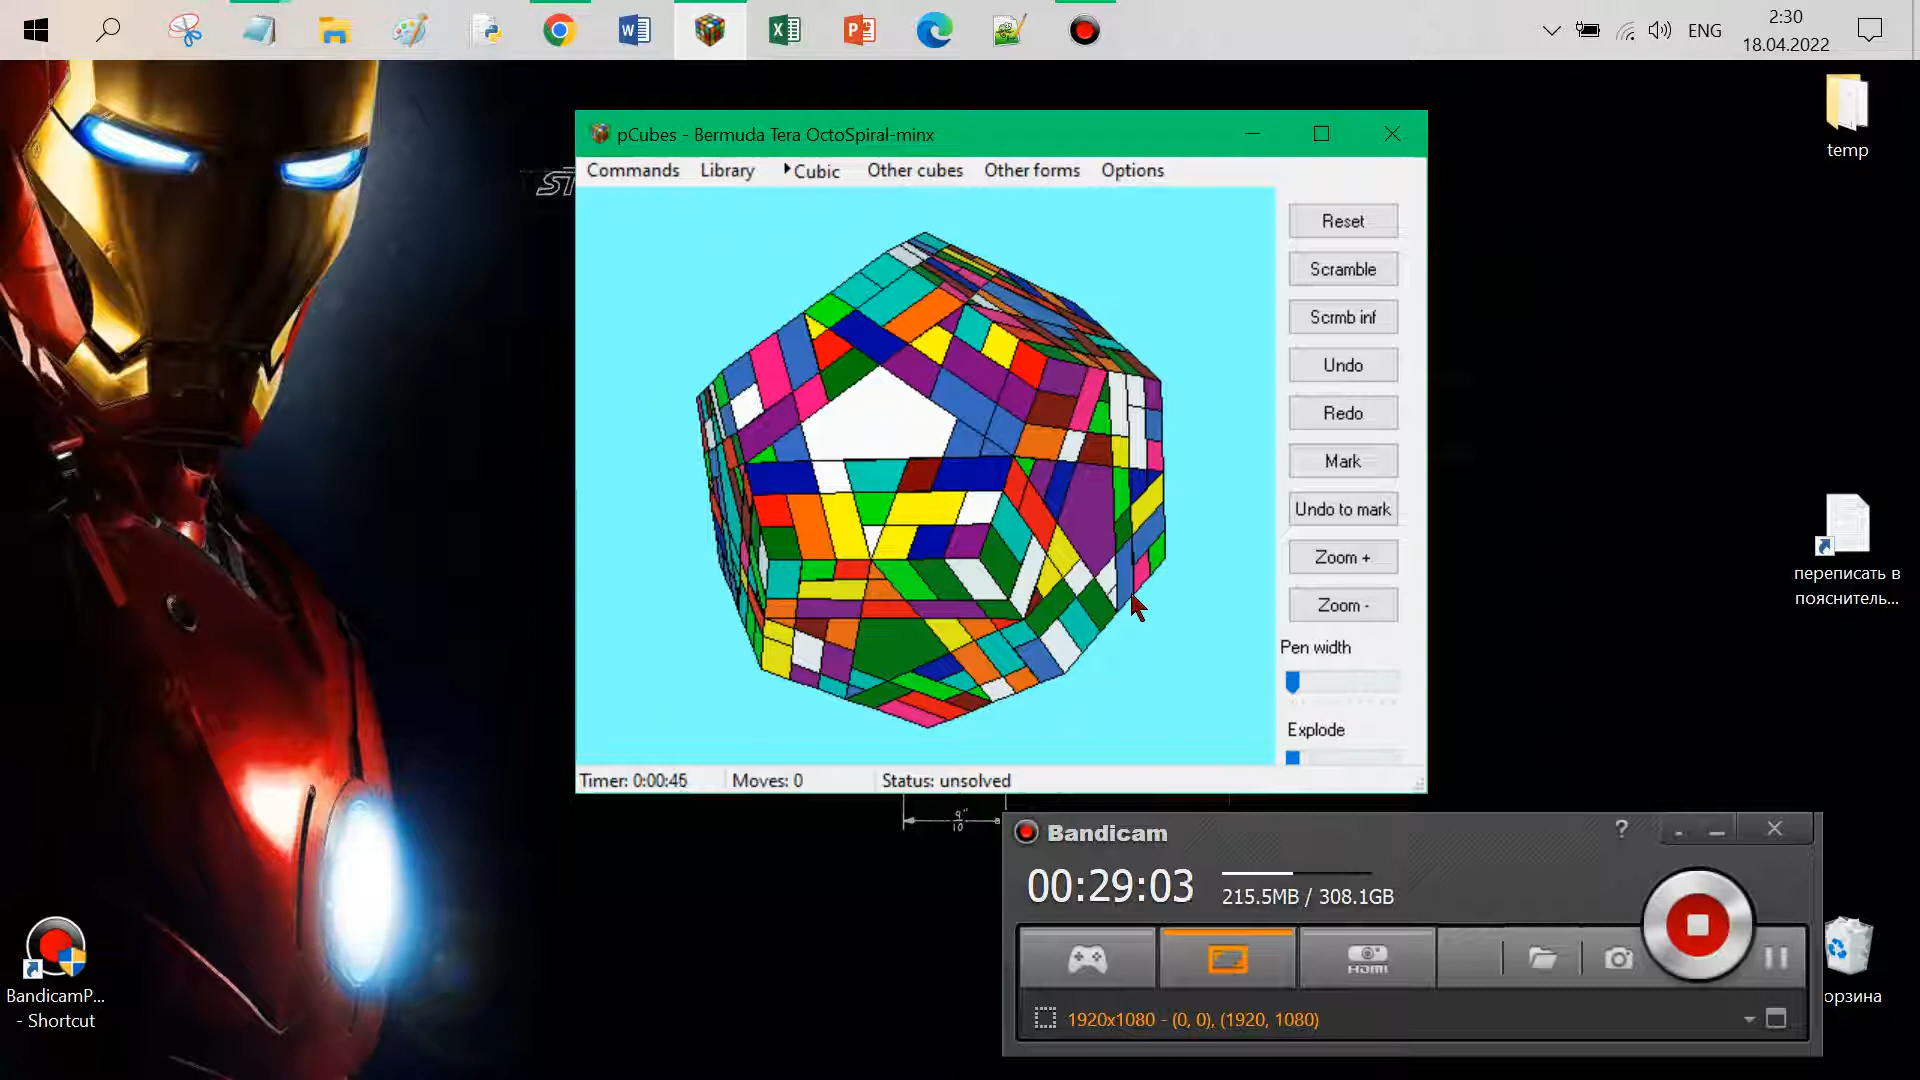 ENG
2:30
18.04.2022
temp
pCubes - Bermuda Tera OctoSpiral-minx
Commands Library Cubic Other cubes Other forms Options
ST
Reset
Scramble
Scrmb inf
Undo
Redo
Mark
Undo to mark
Zoom +
Zoom -
Pen width
Explode
переписать в
пояснитель...
Timer: 0:00:45 Moves: 0 Status: unsolved
Bandicam
?
00:29:03
215.5MB / 308.1GB
HDMI
1920x1080 - (0, 0), (1920, 1080)
BandicamP...
- Shortcut
орзина